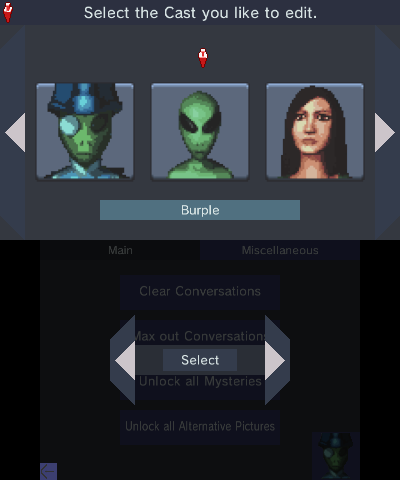 Select the Cast you like to edit.
Burple
Main
Miscellaneous
Clear Conversations
Max out Conversations
Select
Unlock all Mysteries
Unlock all Alternative Pictures